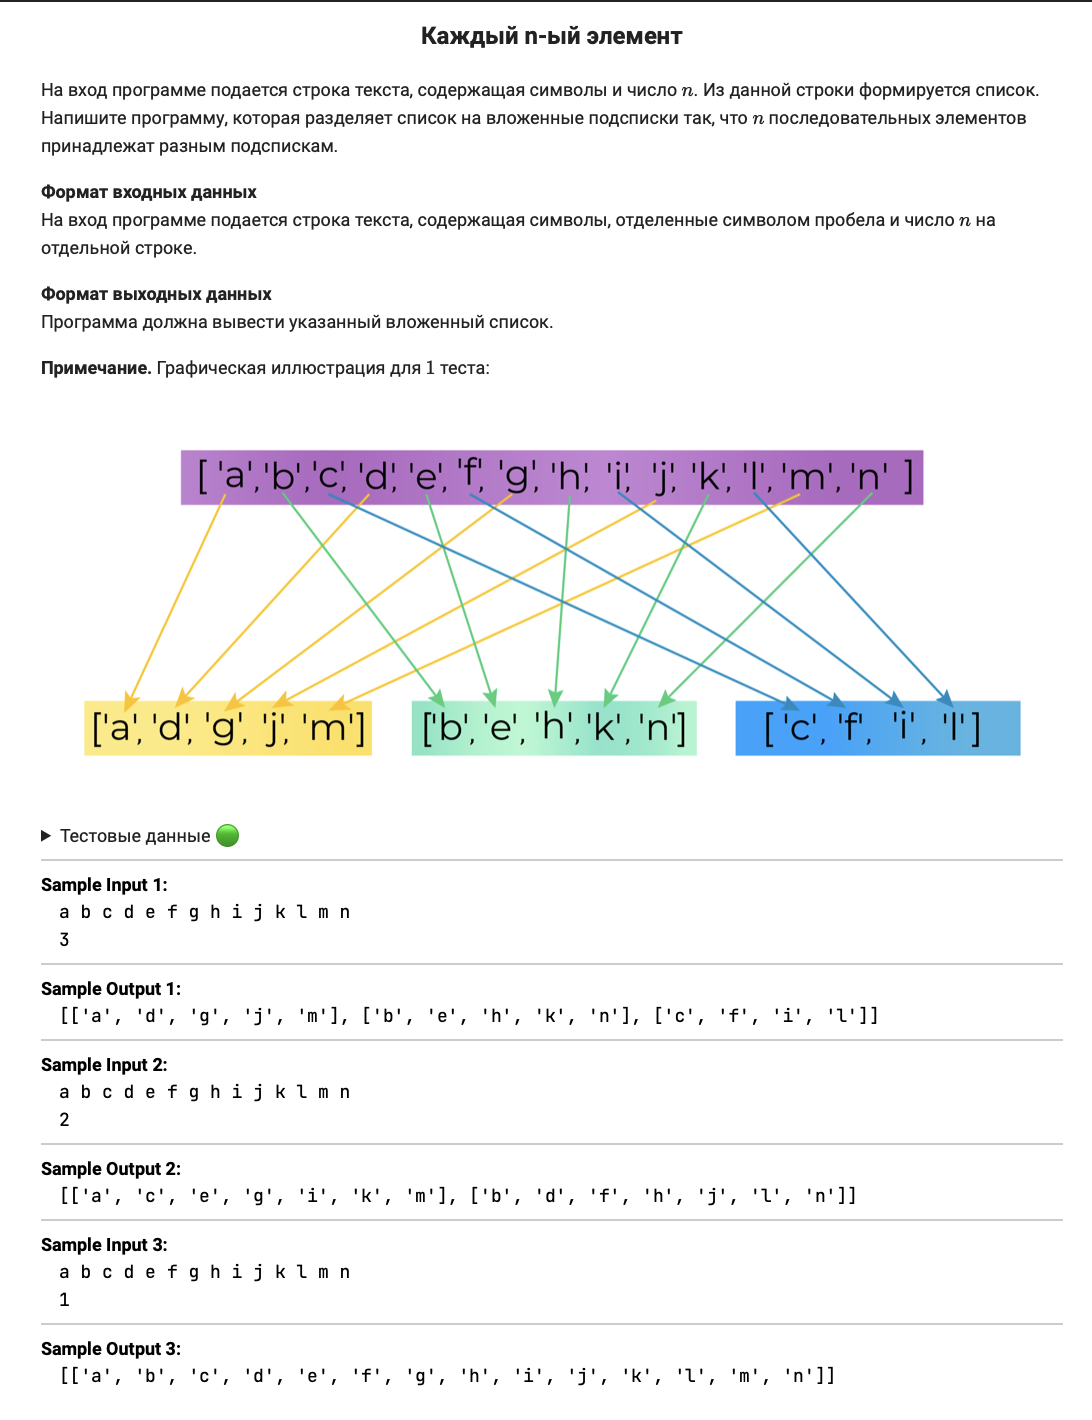 Каждый n-ый элемент
На вход программе подается строка текста, содержащая символы и число n. Из данной строки формируется список.
Напишите программу, которая разделяет список на вложенные подсписки так, что n последовательных элементов
принадлежат разным подспискам.
Формат входных данных
На вход программе подается строка текста, содержащая символы, отделенные символом пробела и число n на
отдельной строке.
Формат выходных данных
Программа должна вывести указанный вложенный список.
Примечание. Графическая иллюстрация для 1 теста:
[ 'a', 'b', 'c', 'd', 'e', 'f', 'g', 'h', 'i', 'j', 'k', 'l', 'm', 'n' ]
['a', 'd', 'g', 'j', 'm'] ['b', 'e', 'h', 'k', 'n'] [ 'c', 'f', 'i', 'l' ]
Тестовые данные
Sample Input 1:
a b c d e f g h i j k l m n
3
Sample Output 1:
[['a', 'd', 'g', 'j', 'm'], ['b', 'e', 'h', 'k', 'n'], ['c', 'f', 'i', 'l']]
Sample Input 2:
a b c d e f g h i j k l m n
2
Sample Output 2:
[['a', 'c', 'e', 'g', 'i', 'k', 'm'], ['b', 'd', 'f', 'h', 'j', 'l', 'n']]
Sample Input 3:
a b c d e f g h i j k l m n
1
Sample Output 3:
[['a', 'b', 'c', 'd', 'e', 'f', 'g', 'h', 'i', 'j', 'k', 'l', 'm', 'n']]